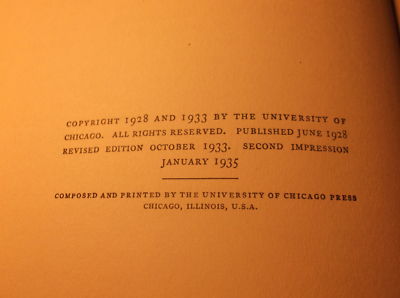 COPYRIGHT 1928 AND 1933 BY THE UNIVERSITY OF
CHICAGO. ALL RIGHTS RESERVED. PUBLISHED JUNE 1928
REVISED EDITION OCTOBER 1933. SECOND IMPRESSION
JANUARY 1935
COMPOSED AND PRINTED BY THE UNIVERSITY OF CHICAGO PRESS
CHICAGO, ILLINOIS, U.S.A.